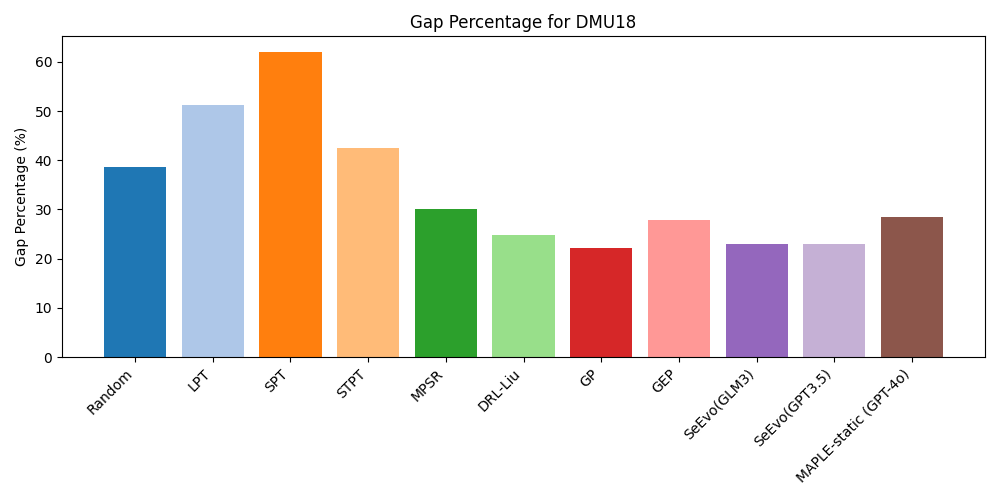 Gap Percentage for DMU18
Gap Percentage (%)
60
50
40
30
20
10
0
Random
LPT
SPT
STPT
MPSR
DRL-Liu
GP
GEP
SeEvo(GLM3)
SeEvo(GPT3.5)
MAPLE-static (GPT-4o)